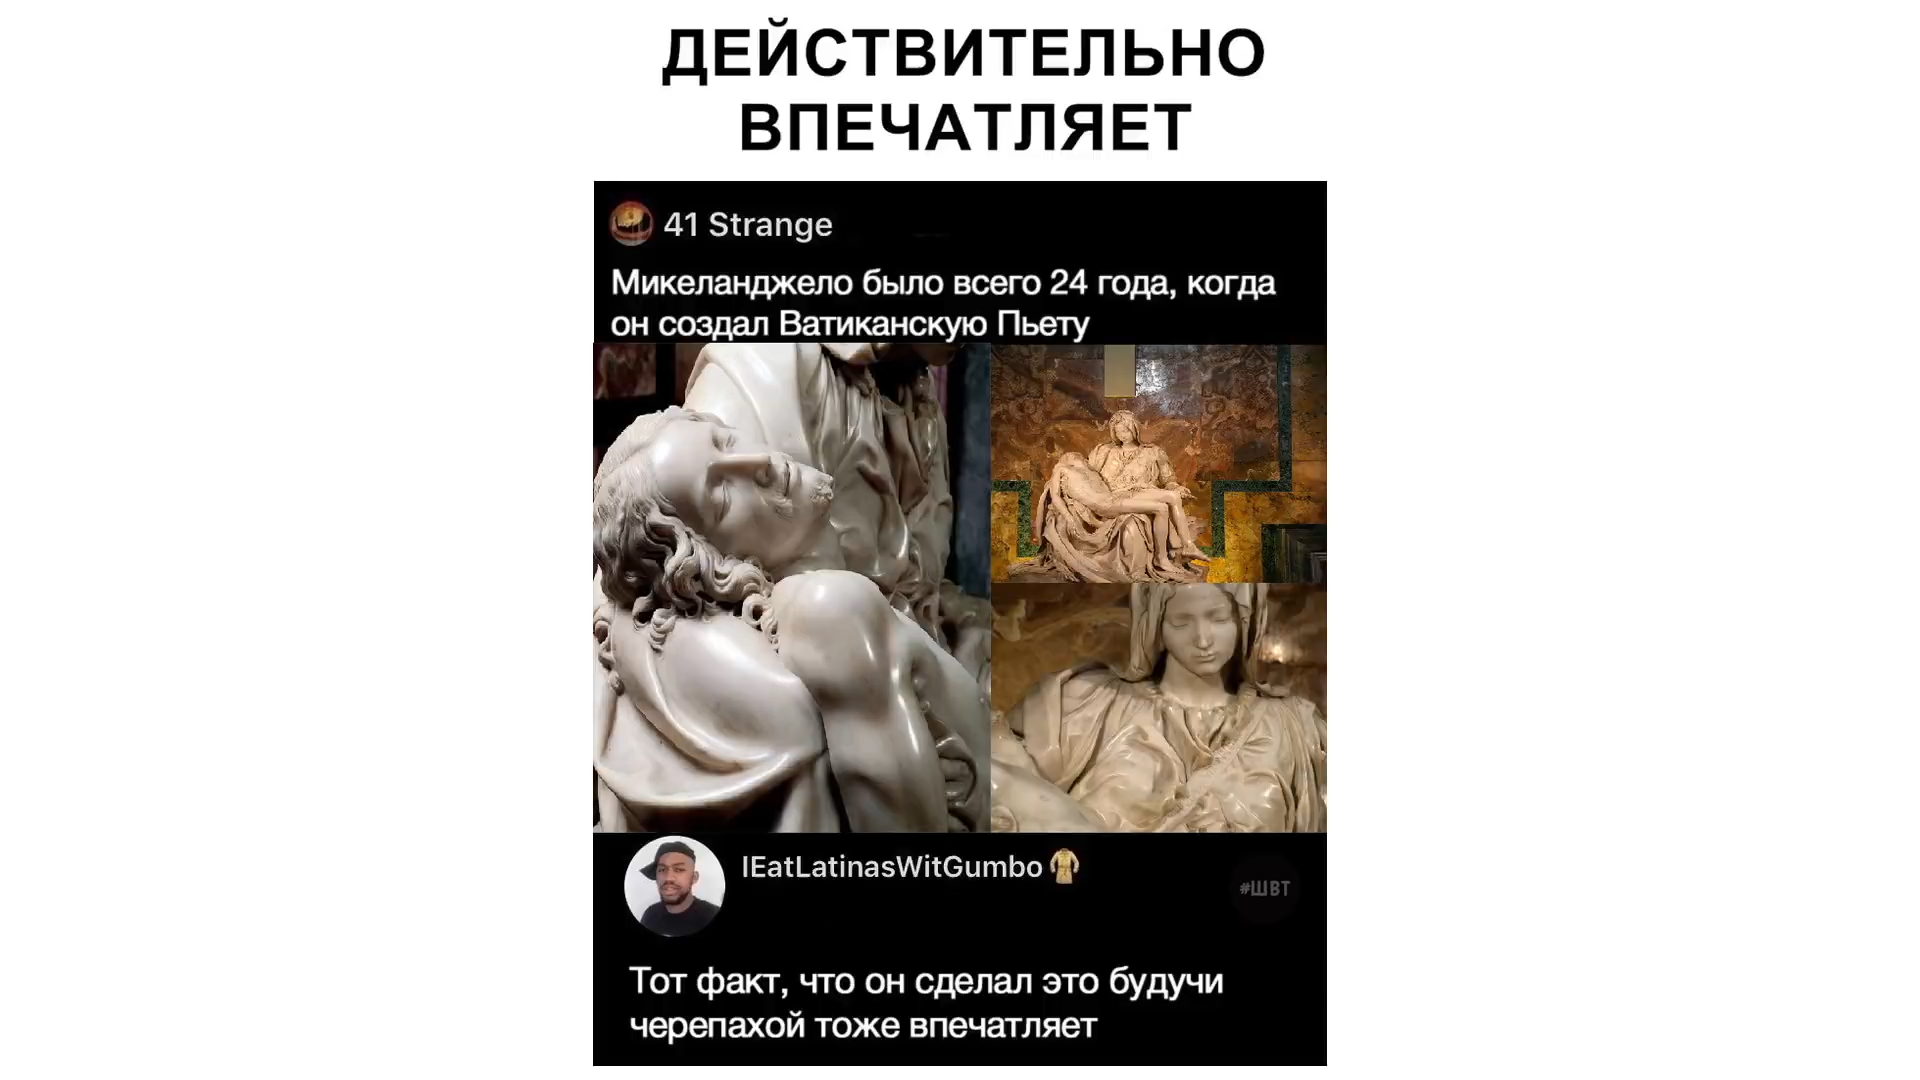 ДЕЙСТВИТЕЛЬНО
ВПЕЧАТЛЯЕТ
41 Strange
Микеланджело было всего 24 года, когда
он создал Ватиканскую Пьету
IEatLatinasWitGumbo
#ШВТ
Тот факт, что он сделал это будучи
черепахой тоже впечатляет